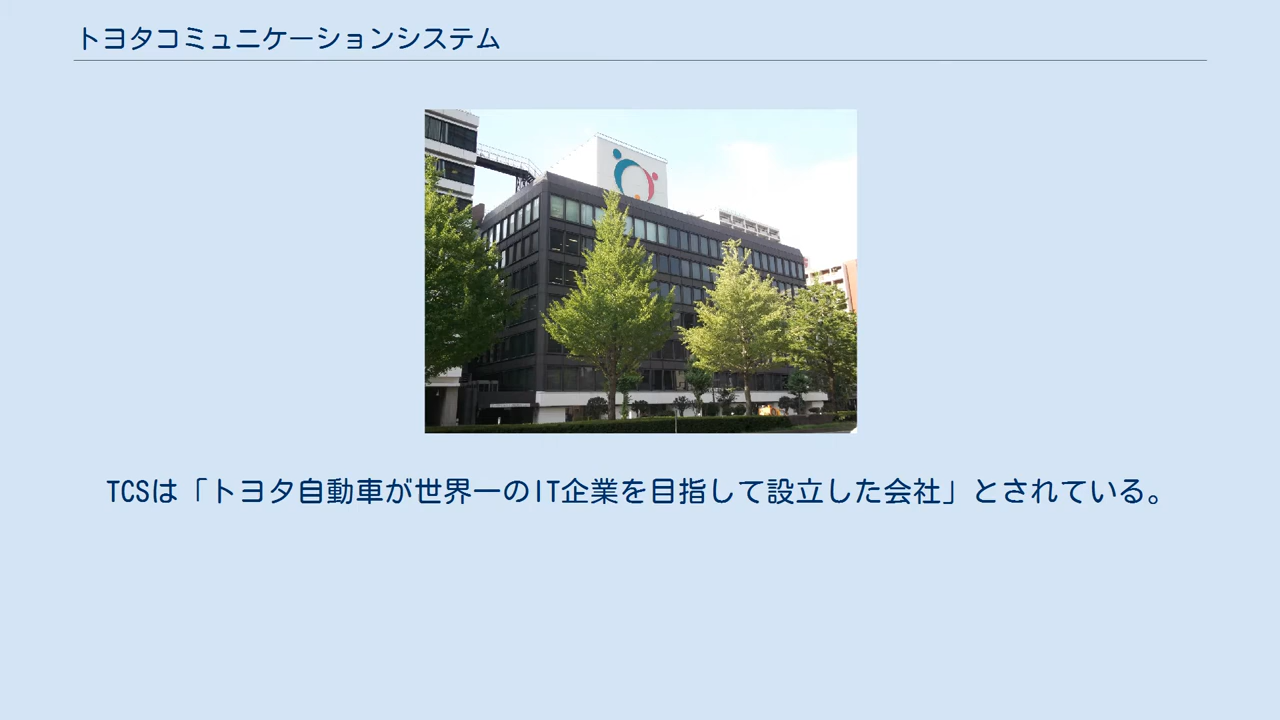 トヨタコミュニケーションシステム
TCSは「トヨタ自動車が世界一のIT企業を目指して設立した会社」とされている。